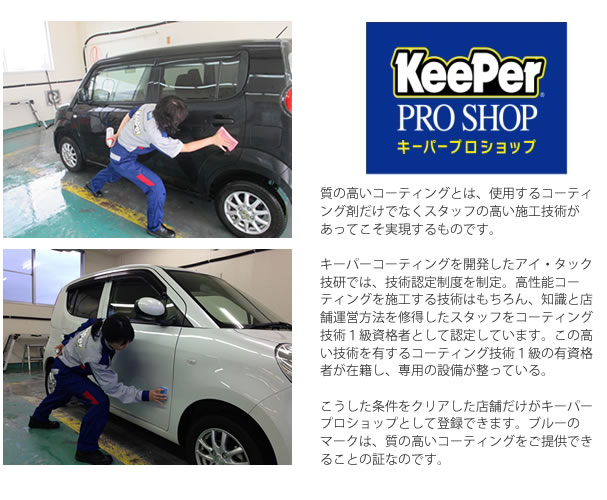 KeePer
PRO SHOP
キーパープロショップ
質の高いコーティングとは、使用するコーティ
ング剤だけでなくスタッフの高い施工技術が
あってこそ実現するものです。
キーパーコーティングを開発したアイ・タック
技研では、技術認定制度を制定。高性能コー
ティングを施工する技術はもちろん、知識と店
舗運営方法を修得したスタッフをコーティング
技術１級資格者として認定しています。この高
い技術を有するコーティング技術１級の有資格
者が在籍し、専用の設備が整っている。
こうした条件をクリアした店舗だけがキーパー
プロショップとして登録できます。ブルーの
マークは、質の高いコーティングをご提供でき
ることの証なのです。